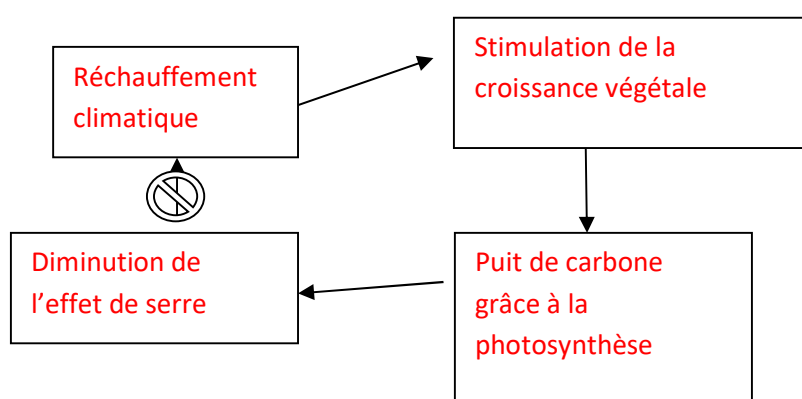 Réchauffement
climatique
Stimulation de la
croissance végétale
Diminution de
l’effet de serre
Puit de carbone
grâce à la
photosynthèse